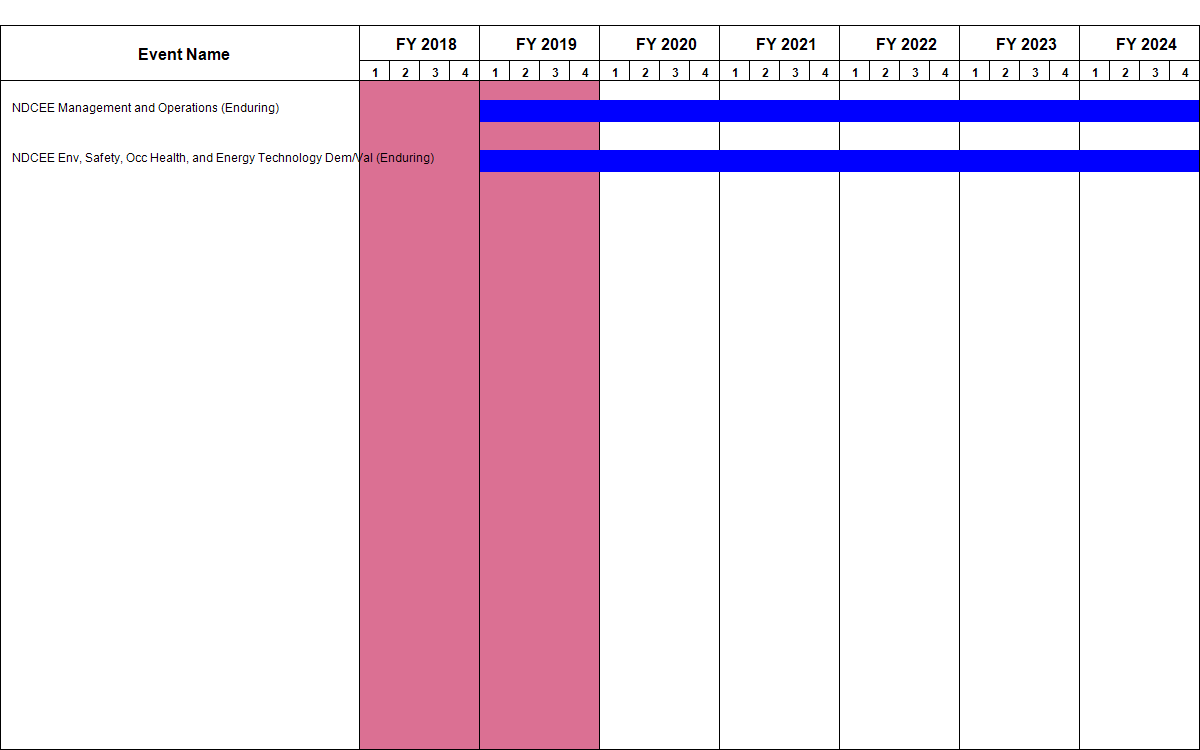 Event Name
FY 2018 FY 2019 FY 2020 FY 2021 FY 2022 FY 2023 FY 2024
1 2 3 4 1 2 3 4 1 2 3 4 1 2 3 4 1 2 3 4 1 2 3 4 1 2 3 4
NDCEE Management and Operations (Enduring)
NDCEE Env, Safety, Occ Health, and Energy Technology Dem/Val (Enduring)